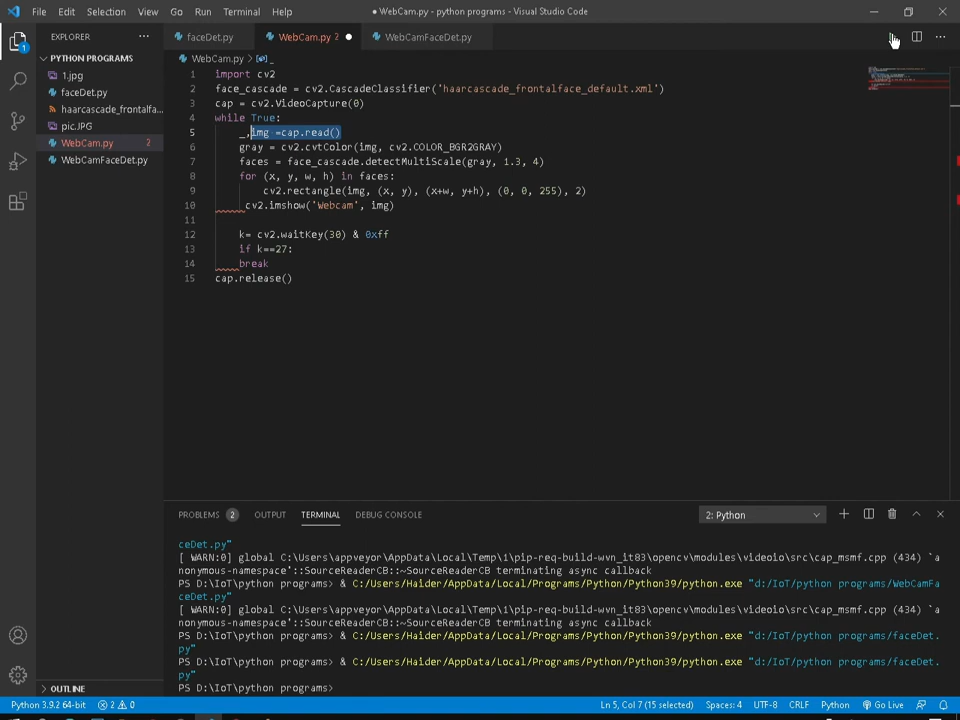 File Edit Selection View Go Run Terminal Help
● WebCam.py - python programs - Visual Studio Code
EXPLORER
faceDet.py
WebCam.py 2 ●
WebCamFaceDet.py
PYTHON PROGRAMS
1.jpg
faceDet.py
haarcascade_frontalfa...
pic.JPG
WebCam.py 2
WebCamFaceDet.py
WebCam.py > _
1 import cv2
2 face_cascade = cv2.CascadeClassifier('haarcascade_frontalface_default.xml')
3 cap = cv2.VideoCapture(0)
4 while True:
5 _,img =cap.read()
6 gray = cv2.cvtColor(img, cv2.COLOR_BGR2GRAY)
7 faces = face_cascade.detectMultiScale(gray, 1.3, 4)
8 for (x, y, w, h) in faces:
9 cv2.rectangle(img, (x, y), (x+w, y+h), (0, 0, 255), 2)
10 cv2.imshow('Webcam', img)
11
12 k= cv2.waitKey(30) & 0xff
13 if k==27:
14 break
15 cap.release()
PROBLEMS 2 OUTPUT TERMINAL DEBUG CONSOLE
2: Python
ceDet.py"
[ WARN:0] global C:\Users\appveyor\AppData\Local\Temp\1\pip-req-build-wvn_it83\opencv\modules\videoio\src\cap_msmf.cpp (434) `a
nonymous-namespace'::SourceReaderCB::~SourceReaderCB terminating async callback
PS D:\IoT\python programs> & C:/Users/Haider/AppData/Local/Programs/Python/Python39/python.exe "d:/IoT/python programs/WebCamFa
ceDet.py"
[ WARN:0] global C:\Users\appveyor\AppData\Local\Temp\1\pip-req-build-wvn_it83\opencv\modules\videoio\src\cap_msmf.cpp (434) `a
nonymous-namespace'::SourceReaderCB::~SourceReaderCB terminating async callback
PS D:\IoT\python programs> & C:/Users/Haider/AppData/Local/Programs/Python/Python39/python.exe "d:/IoT/python programs/faceDet.
py"
PS D:\IoT\python programs> & C:/Users/Haider/AppData/Local/Programs/Python/Python39/python.exe "d:/IoT/python programs/faceDet.
py"
PS D:\IoT\python programs>
OUTLINE
Python 3.9.2 64-bit 2 0
Ln 5, Col 7 (15 selected) Spaces: 4 UTF-8 CRLF Python Go Live